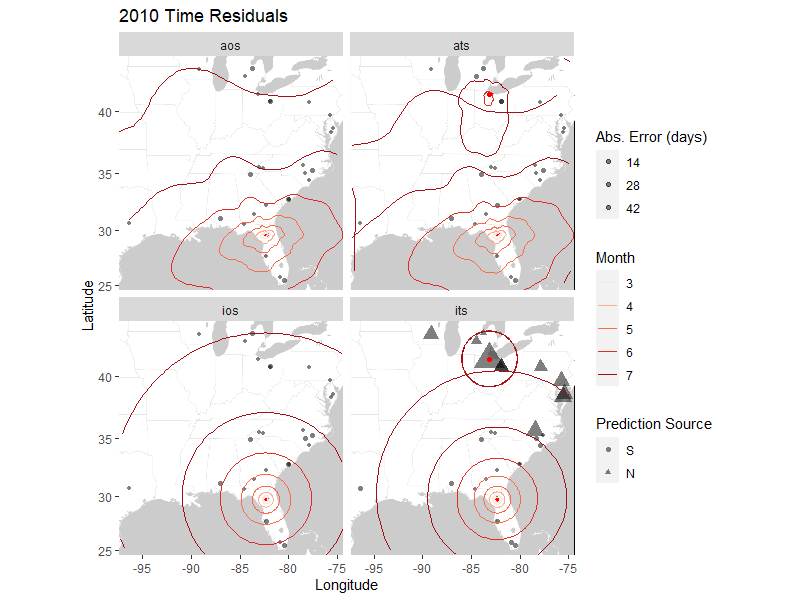 2010 Time Residuals
aos
ats
40
35
30
25
ios
its
40
35
30
25
-95
-90
-85
-80
-75
-95
-90
-85
-80
-75
Latitude
Longitude
Abs. Error (days)
14
28
42
Month
3
4
5
6
7
Prediction Source
S
N